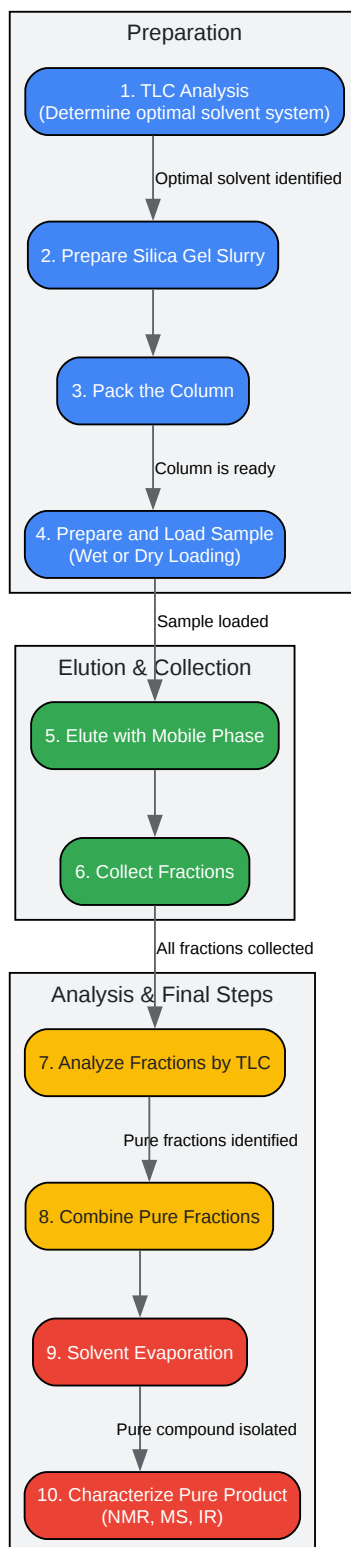 Preparation
1. TLC Analysis
(Determine optimal solvent system)
Optimal solvent identified
2. Prepare Silica Gel Slurry
3. Pack the Column
Column is ready
4. Prepare and Load Sample
(Wet or Dry Loading)
Sample loaded
Elution & Collection
5. Elute with Mobile Phase
6. Collect Fractions
All fractions collected
Analysis & Final Steps
7. Analyze Fractions by TLC
Pure fractions identified
8. Combine Pure Fractions
9. Solvent Evaporation
Pure compound isolated
10. Characterize Pure Product
(NMR, MS, IR)